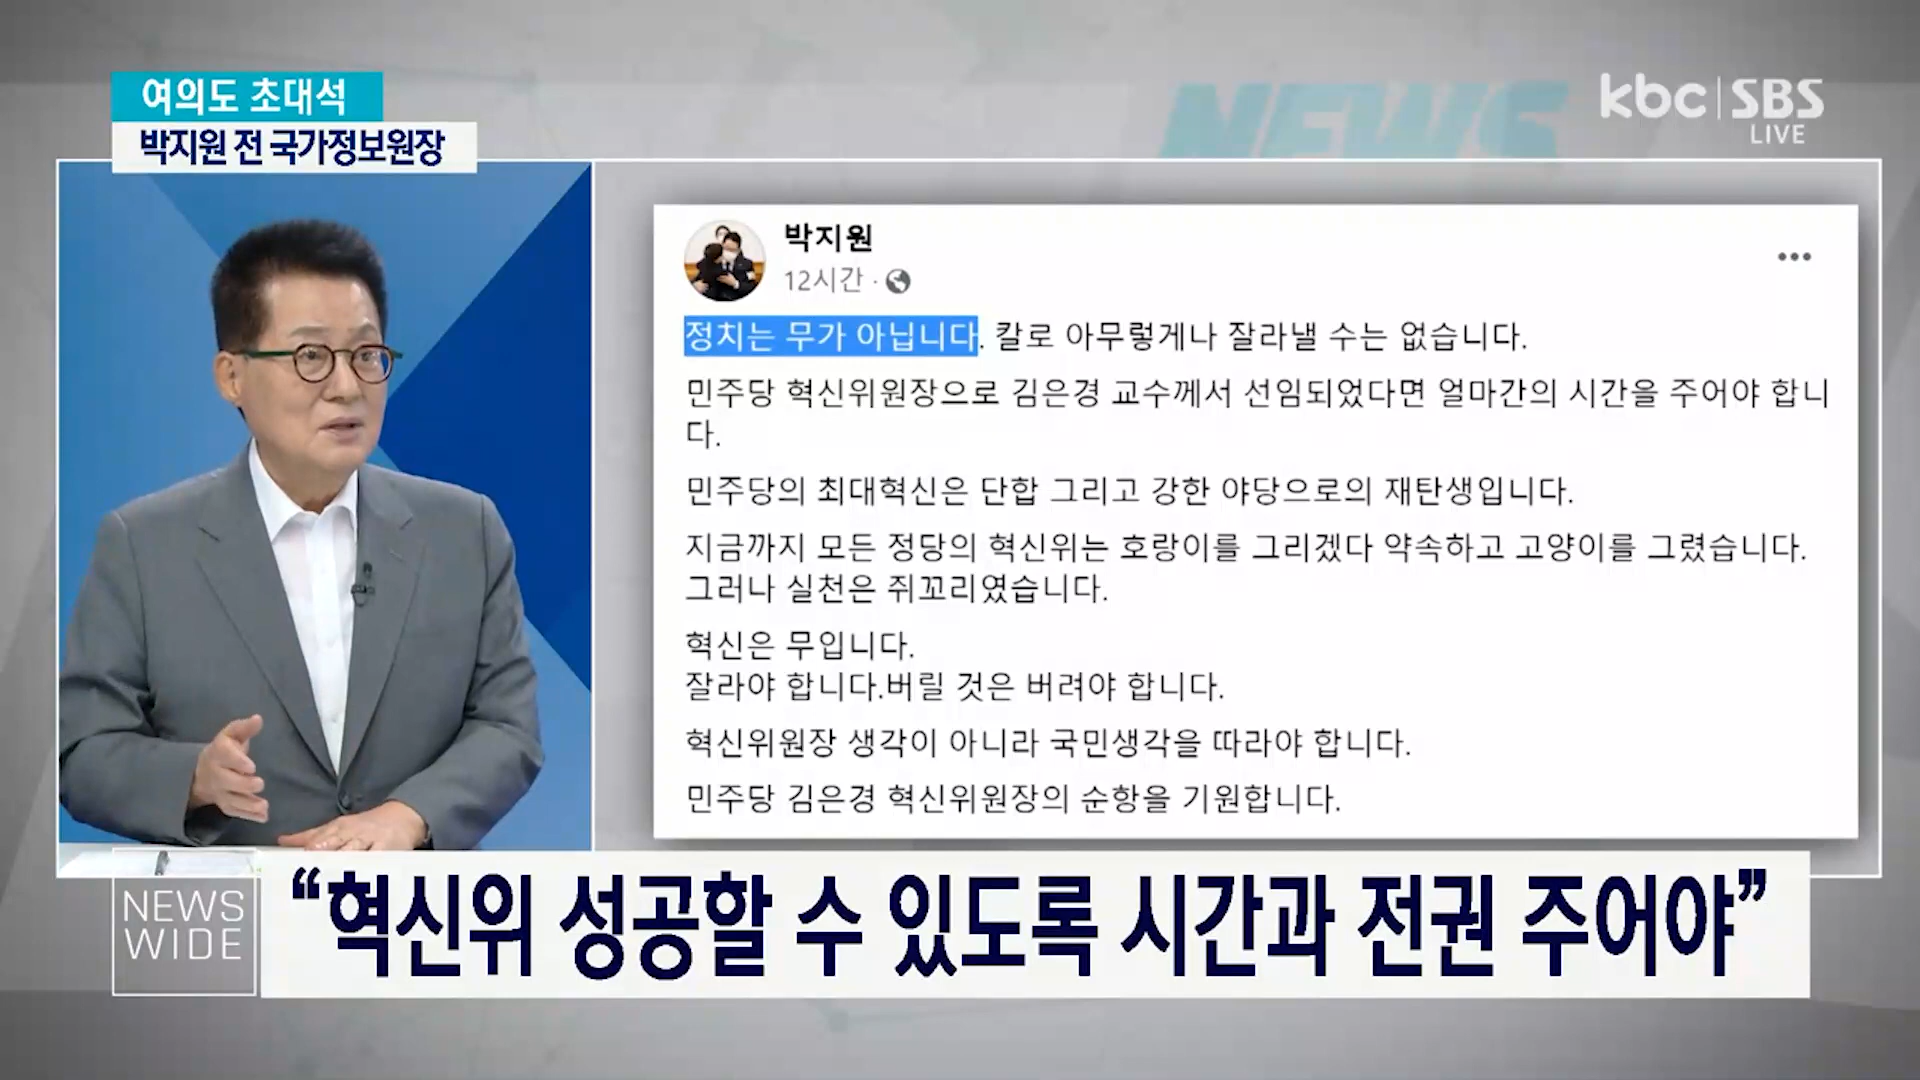 여의도 초대석
박지원 전 국가정보원장
NEWS
kbc SBS
LIVE
박지원
12시간
정치는 무가 아닙니다. 칼로 아무렇게나 잘라낼 수는 없습니다.
민주당 혁신위원장으로 김은경 교수께서 선임되었다면 얼마간의 시간을 주어야 합니
다.
민주당의 최대혁신은 단합 그리고 강한 야당으로의 재탄생입니다.
지금까지 모든 정당의 혁신위는 호랑이를 그리겠다 약속하고 고양이를 그렸습니다.
그러나 실천은 쥐꼬리였습니다.
혁신은 무입니다.
잘라야 합니다.버릴 것은 버려야 합니다.
혁신위원장 생각이 아니라 국민생각을 따라야 합니다.
민주당 김은경 혁신위원장의 순항을 기원합니다.
NEWS
WIDE
“혁신위 성공할 수 있도록 시간과 전권 주어야”